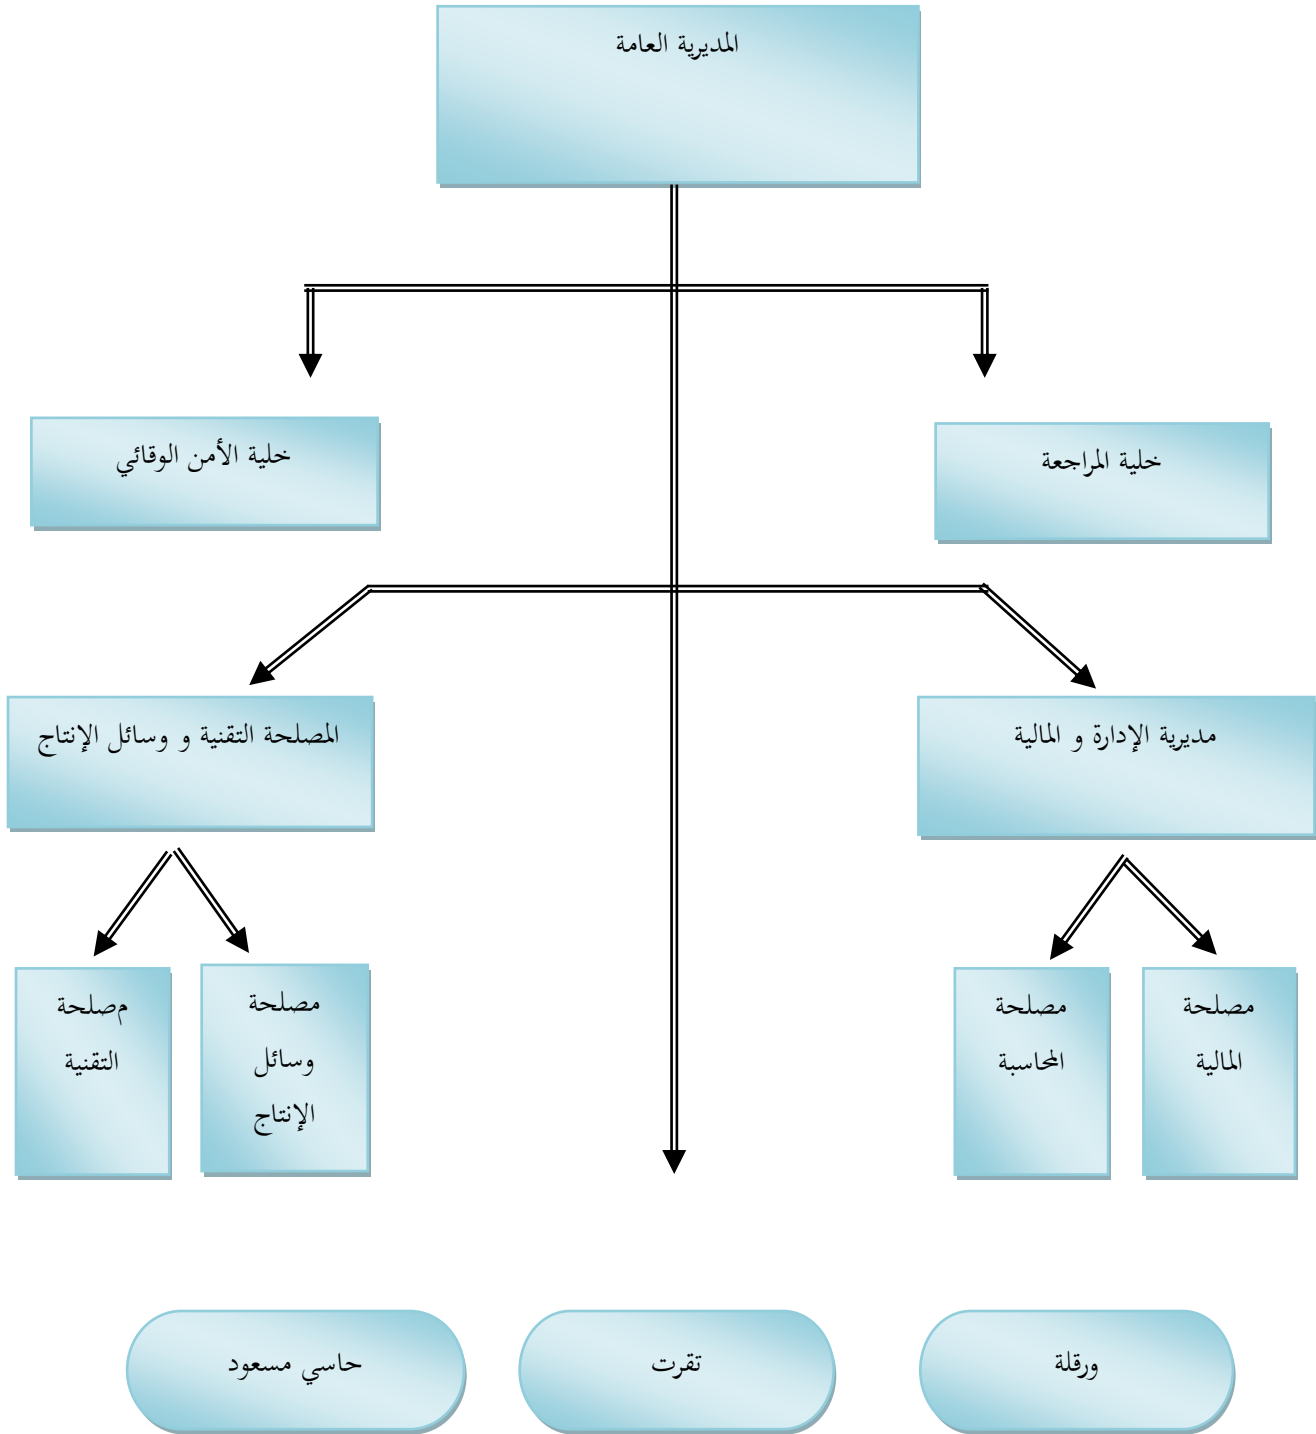 المديرية العامة
خلية المراجعة
خلية الأمن الوقائي
مديرية الإدارة و المالية
المصلحة التقنية و وسائل الإنتاج
مصلحة
المالية
مصلحة
المحاسبة
مصلحة
وسائل
الإنتاج
مصلحة
التقنية
ورقلة
تقرت
حاسي مسعود